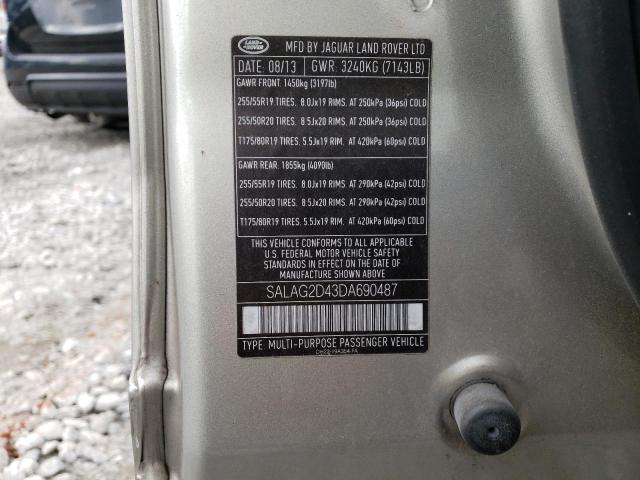 LAND ROVER
MFD BY JAGUAR LAND ROVER LTD
DATE: 08/13 GWR: 3240KG (7143LB)
GAWR FRONT: 1450kg (3197lb)
255/55R19 TIRES. 8.0Jx19 RIMS. AT 250kPa (36psi) COLD
255/50R20 TIRES. 8.5Jx20 RIMS. AT 250kPa (36psi) COLD
T175/80R19 TIRES. 5.5Jx19 RIM. AT 420kPa (60psi) COLD
GAWR REAR: 1855kg (4090lb)
255/55R19 TIRES. 8.0Jx19 RIMS. AT 290kPa (42psi) COLD
255/50R20 TIRES. 8.5Jx20 RIMS. AT 290kPa (42psi) COLD
T175/80R19 TIRES. 5.5Jx19 RIM. AT 420kPa (60psi) COLD
THIS VEHICLE CONFORMS TO ALL APPLICABLE
U.S. FEDERAL MOTOR VEHICLE SAFETY
STANDARDS IN EFFECT ON THE DATE OF
MANUFACTURE SHOWN ABOVE
SALAG2D43DA690487
TYPE: MULTI-PURPOSE PASSENGER VEHICLE